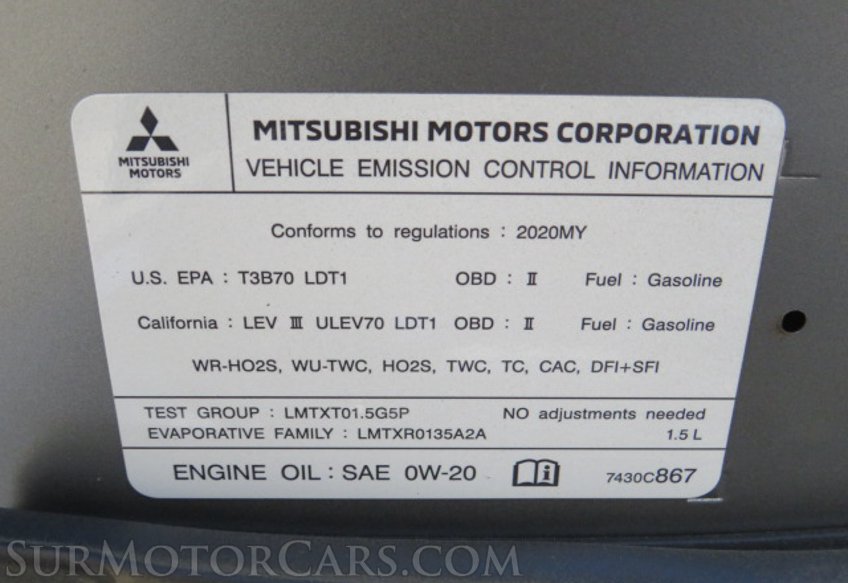 MITSUBISHI
MOTORS
MITSUBISHI MOTORS CORPORATION
VEHICLE EMISSION CONTROL INFORMATION
Conforms to regulations : 2020MY
U.S. EPA : T3B70 LDT1 OBD : Ⅱ Fuel : Gasoline
California : LEV Ⅲ ULEV70 LDT1 OBD : Ⅱ Fuel : Gasoline
WR-HO2S, WU-TWC, HO2S, TWC, TC, CAC, DFI+SFI
TEST GROUP : LMTXT01.5G5P NO adjustments needed
EVAPORATIVE FAMILY : LMTXR0135A2A 1.5 L
ENGINE OIL : SAE 0W-20 i 7430C867
SURMOTORCARS.COM